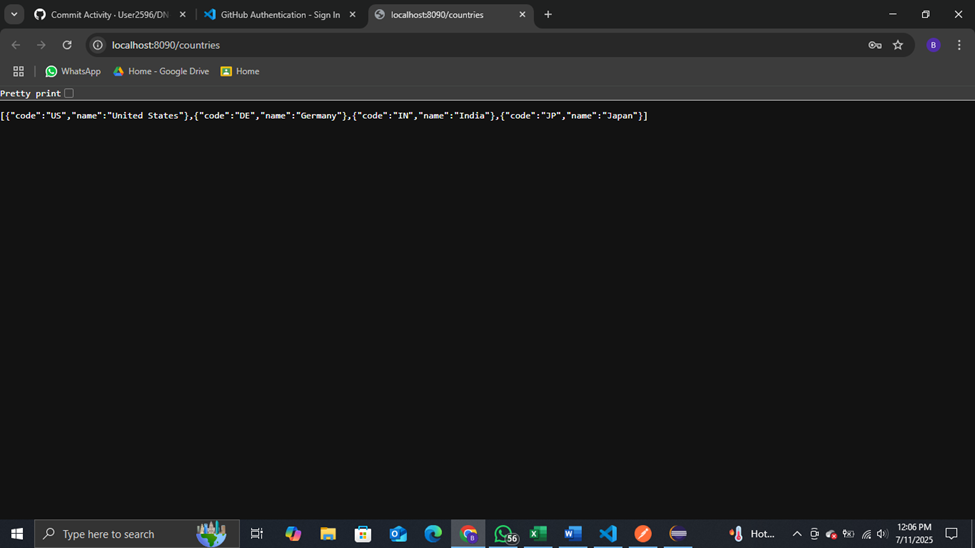 Commit Activity · User2596/DN
GitHub Authentication - Sign In
localhost:8090/countries
localhost:8090/countries
B
WhatsApp
Home - Google Drive
Home
Pretty print
[{"code":"US","name":"United States"},{"code":"DE","name":"Germany"},{"code":"IN","name":"India"},{"code":"JP","name":"Japan"}]
Type here to search
56
Hot...
12:06 PM
7/11/2025